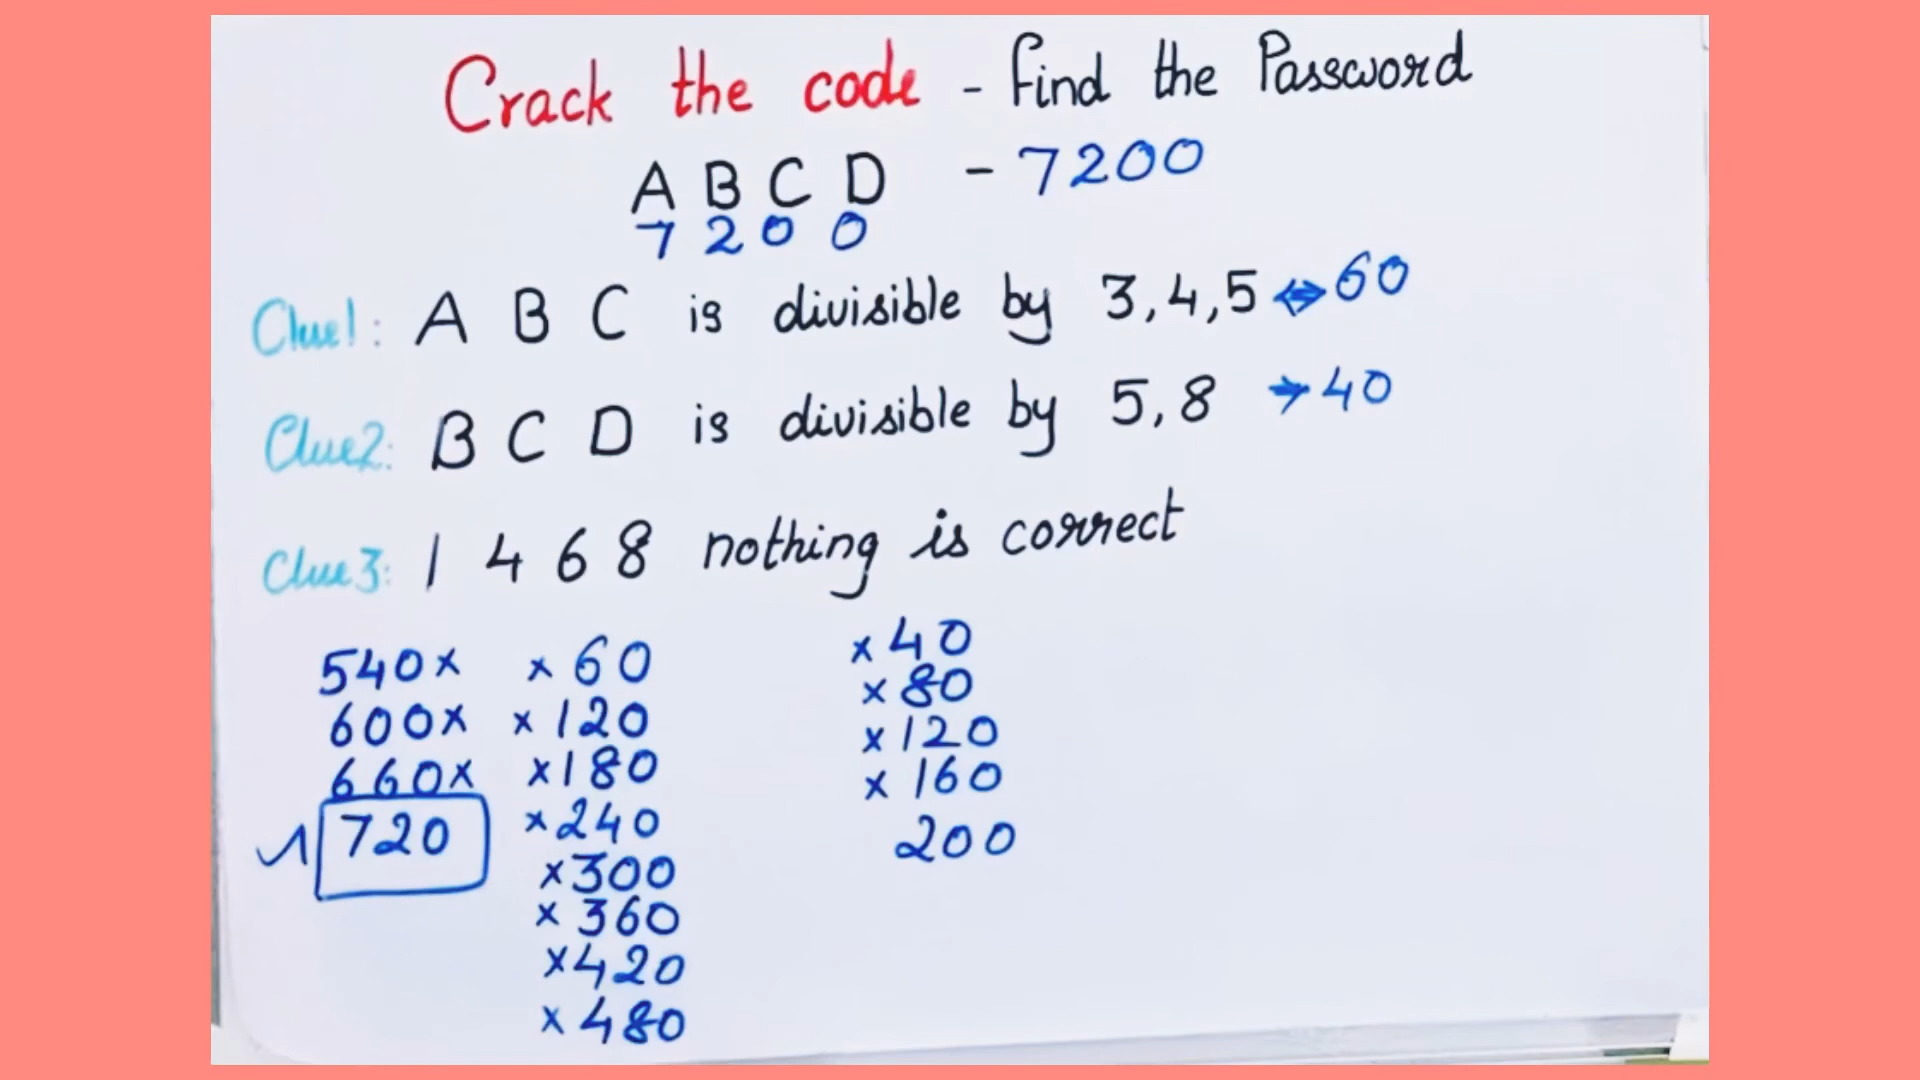 Crack the code - find the Password
A B C D - 7200
7 2 0 0
Clue1: A B C is divisible by 3,4,5 ⇔ 60
Clue2: B C D is divisible by 5,8 → 40
Clue3: 1 4 6 8 nothing is correct
540× ×60 ×40
600× ×120 ×80
660× ×180 ×120
✓ 720 ×240 ×160
×300 200
×360
×420
×480